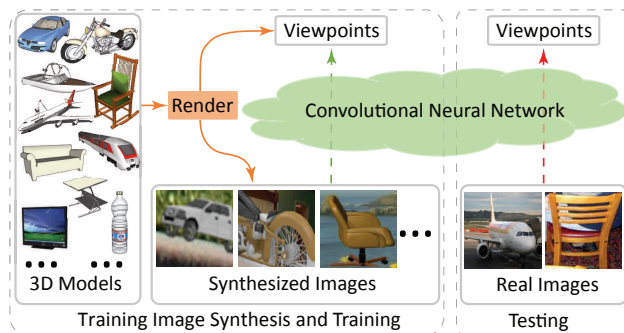 Viewpoints
Viewpoints
Render
Convolutional Neural Network
3D Models
Synthesized Images
Real Images
Training Image Synthesis and Training
Testing